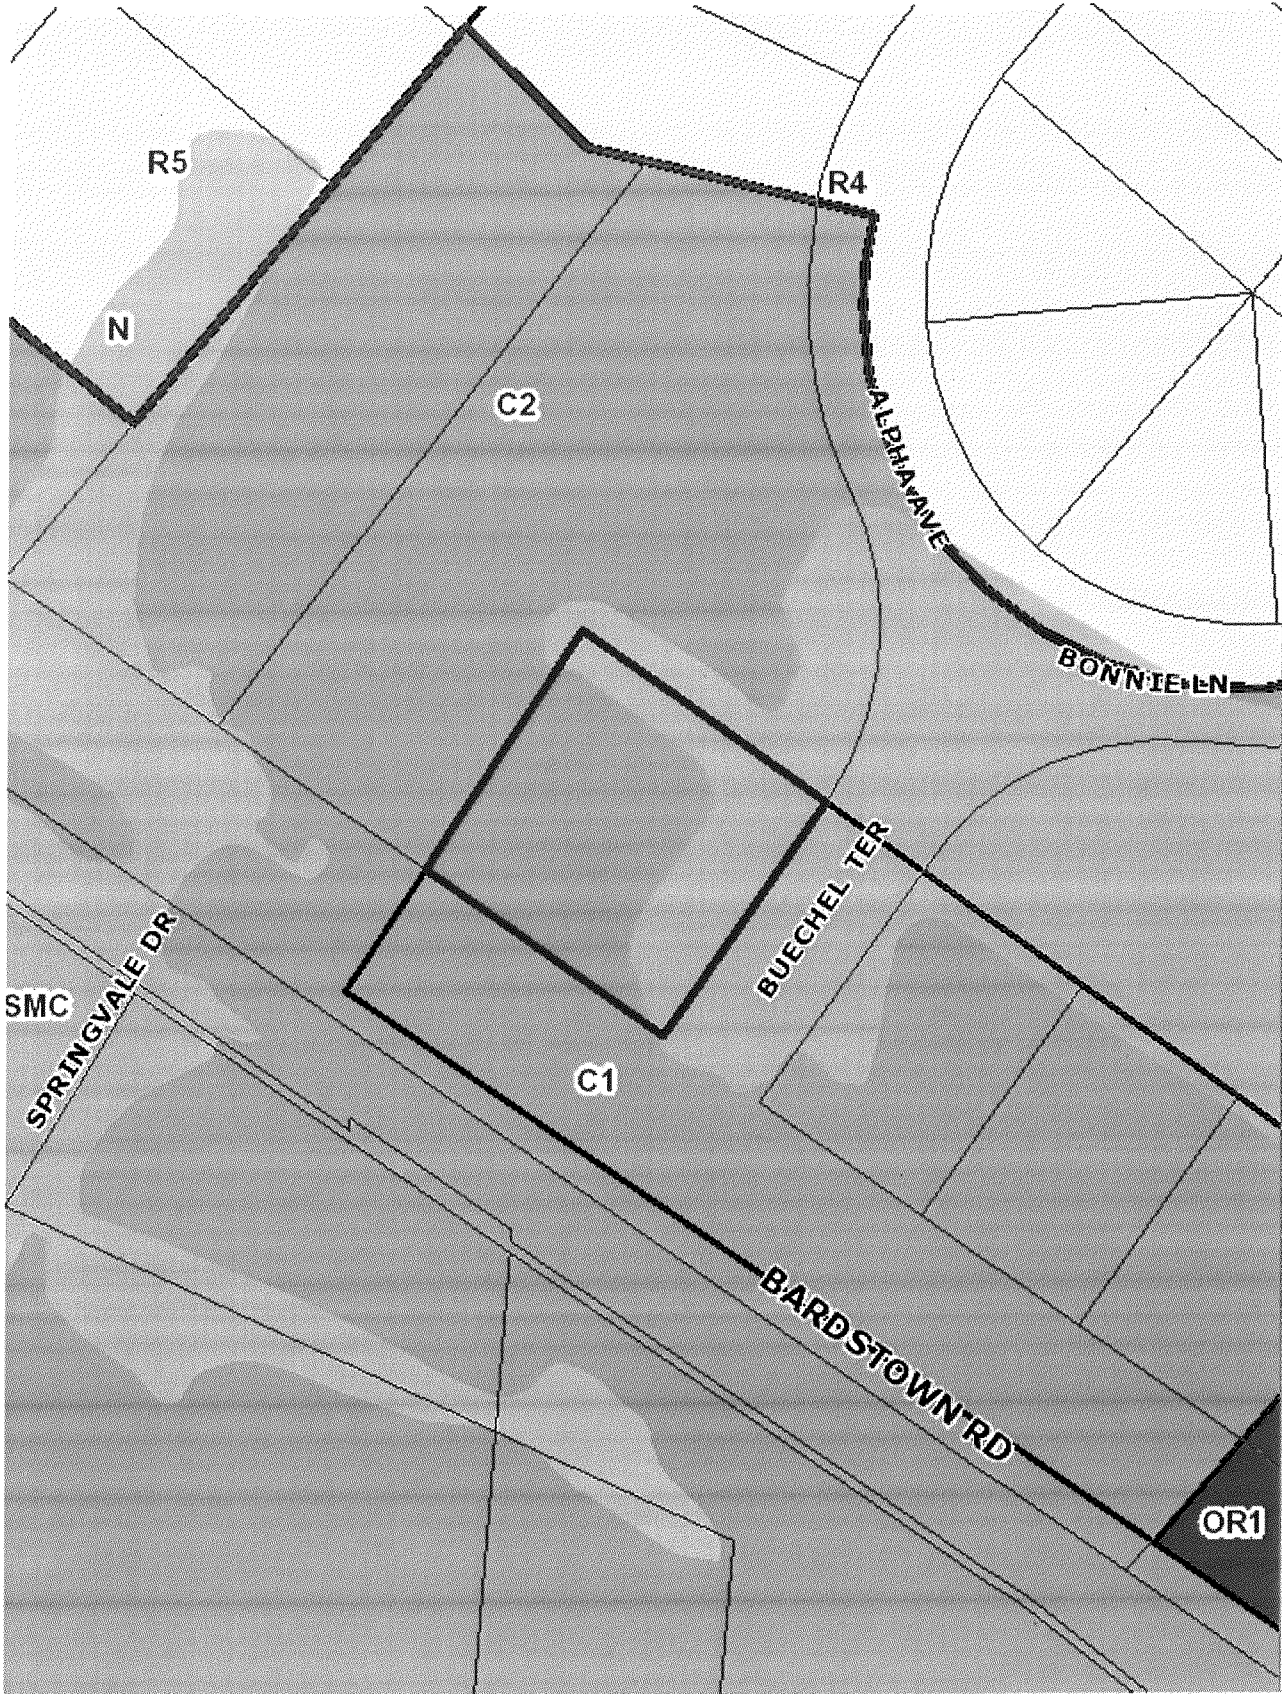 R5
R4
N
C2
ALPHA AVE
BONNIE LN
BUECHEL TER
SPRINGVALE DR
SMC
C1
BARDSTOWN RD
OR1